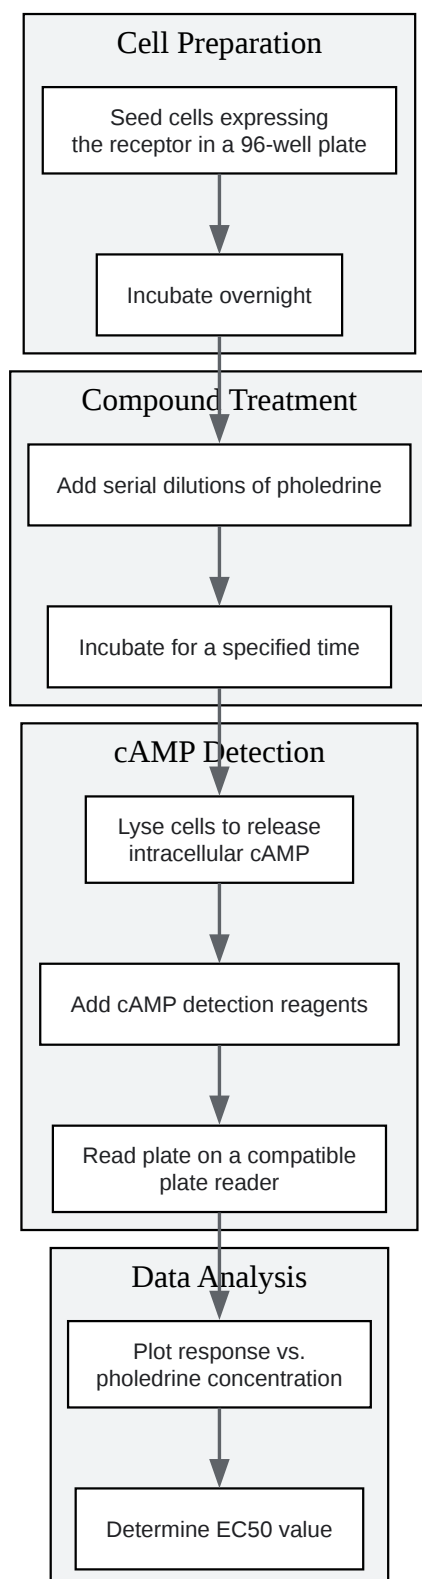 Cell Preparation
Seed cells expressing
the receptor in a 96-well plate
Incubate overnight
Compound Treatment
Add serial dilutions of pholedrine
Incubate for a specified time
cAMP Detection
Lyse cells to release
intracellular cAMP
Add cAMP detection reagents
Read plate on a compatible
plate reader
Data Analysis
Plot response vs.
pholedrine concentration
Determine EC50 value